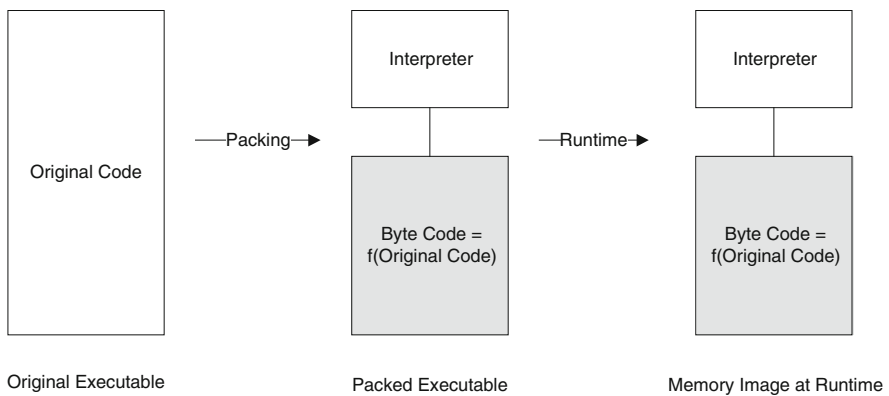 Original Code
Packing
Interpreter
Byte Code =
f(Original Code)
Runtime
Interpreter
Byte Code =
f(Original Code)
Original Executable
Packed Executable
Memory Image at Runtime